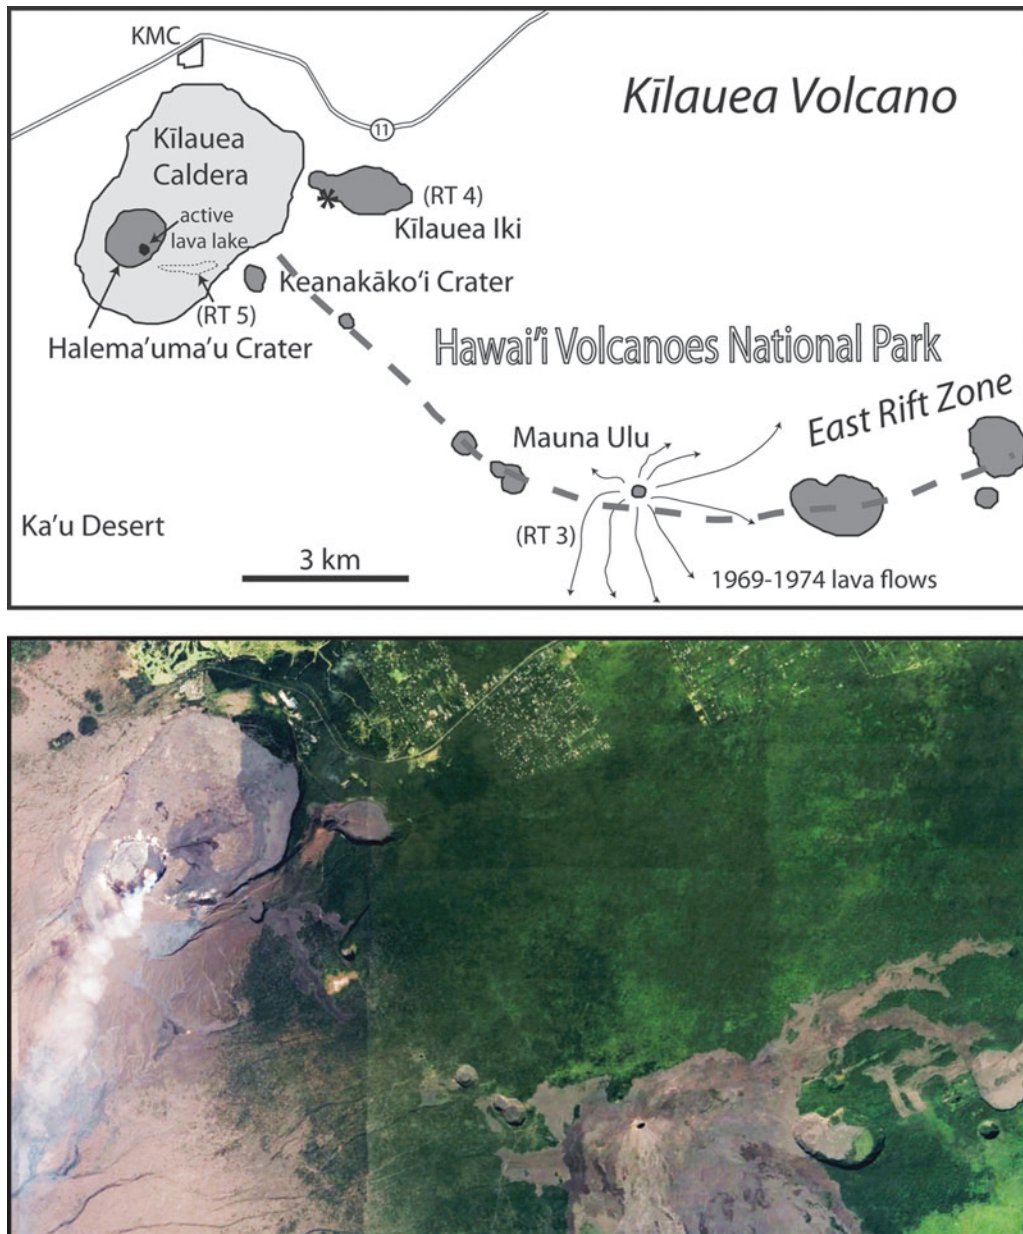 KMC
Kīlauea Volcano
11
Kīlauea
Caldera
(RT 4)
active
lava lake
Kīlauea Iki
Keanakāko‘i Crater
(RT 5)
Halema’uma’u Crater
Hawai’i Volcanoes National Park
East Rift Zone
Mauna Ulu
Ka’u Desert
(RT 3)
3 km
1969-1974 lava flows